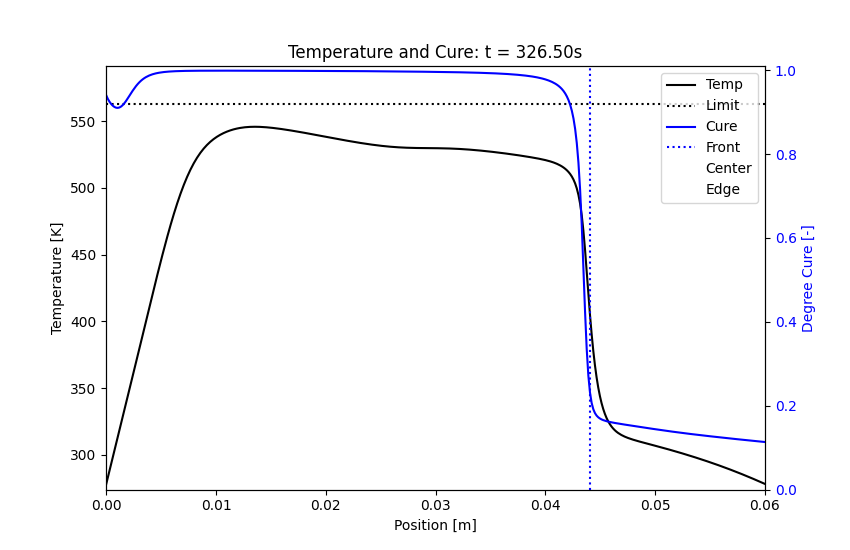 Temperature and Cure: t = 326.50s
Temp
Limit
Cure
Front
Center
Edge
Temperature [K]
550
500
450
400
350
300
Degree Cure [-]
1.0
0.8
0.6
0.4
0.2
0.0
0.00 0.01 0.02 0.03 0.04 0.05 0.06
Position [m]